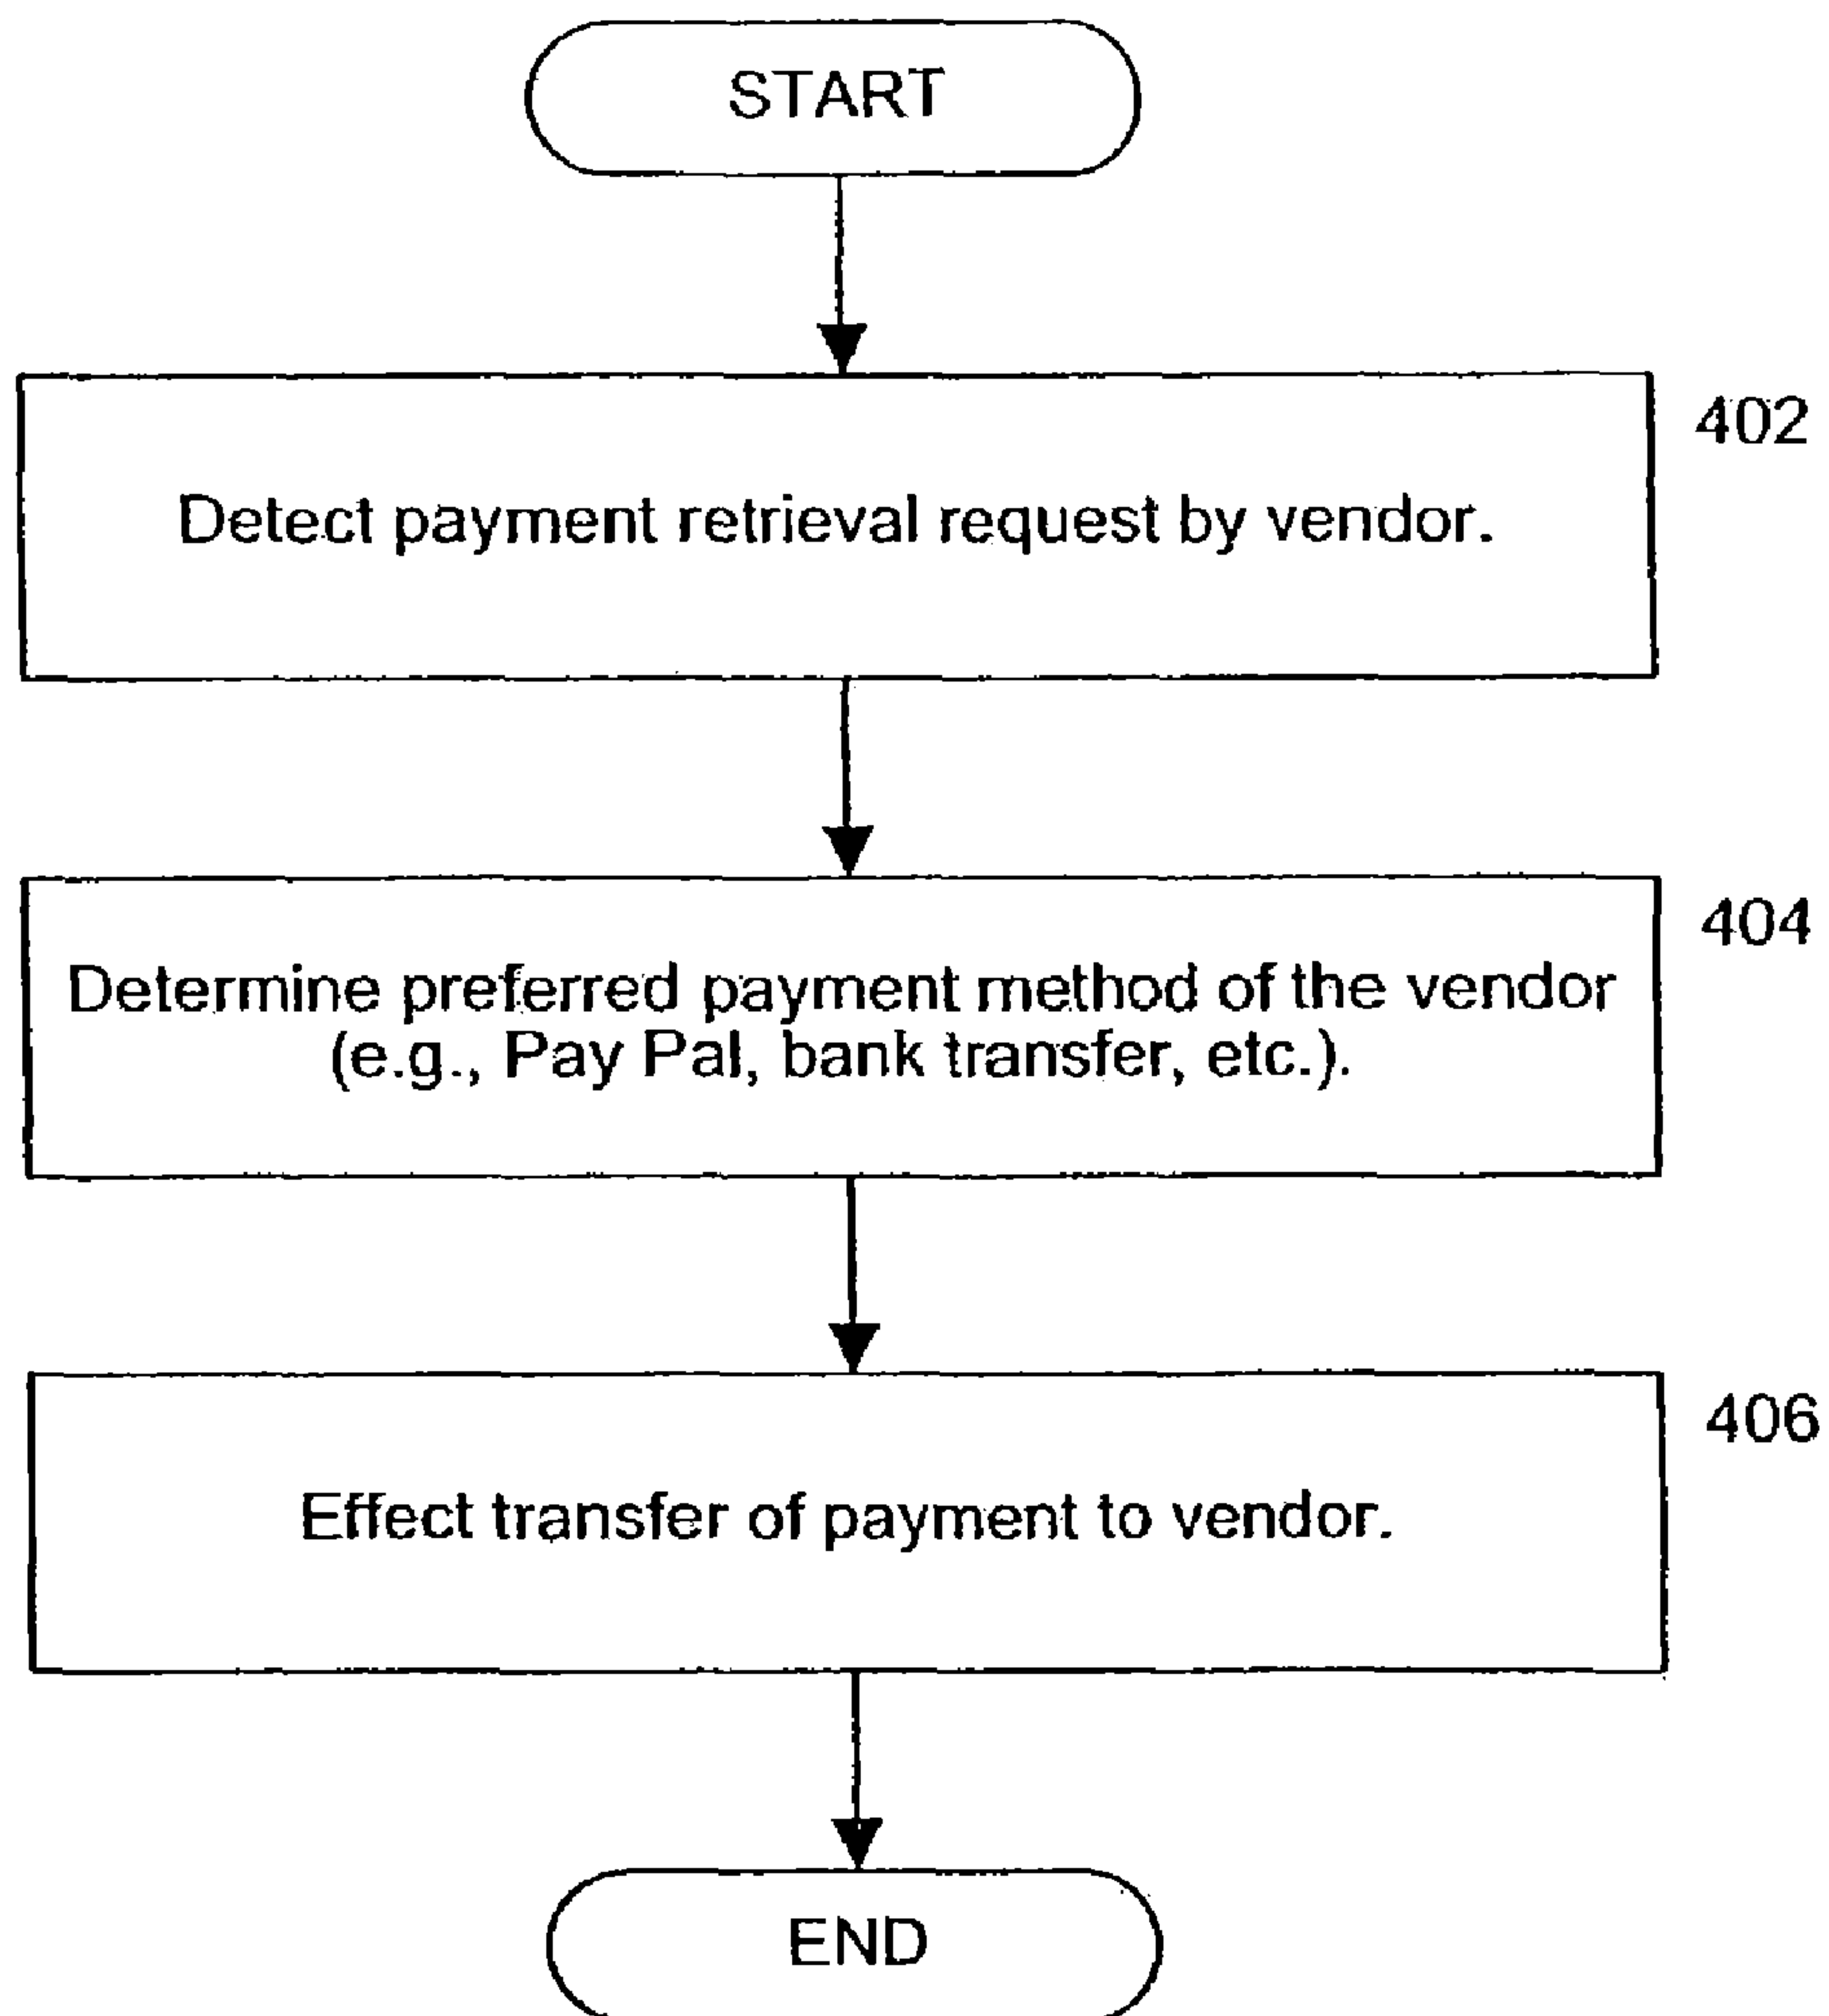 START
402
Detect payment retrieval request by vendor.
404
Determine preferred payment method of the vendor
(e.g., Pay Pal, bank transfer, etc.).
406
Effect transfer of payment to vendor.
END